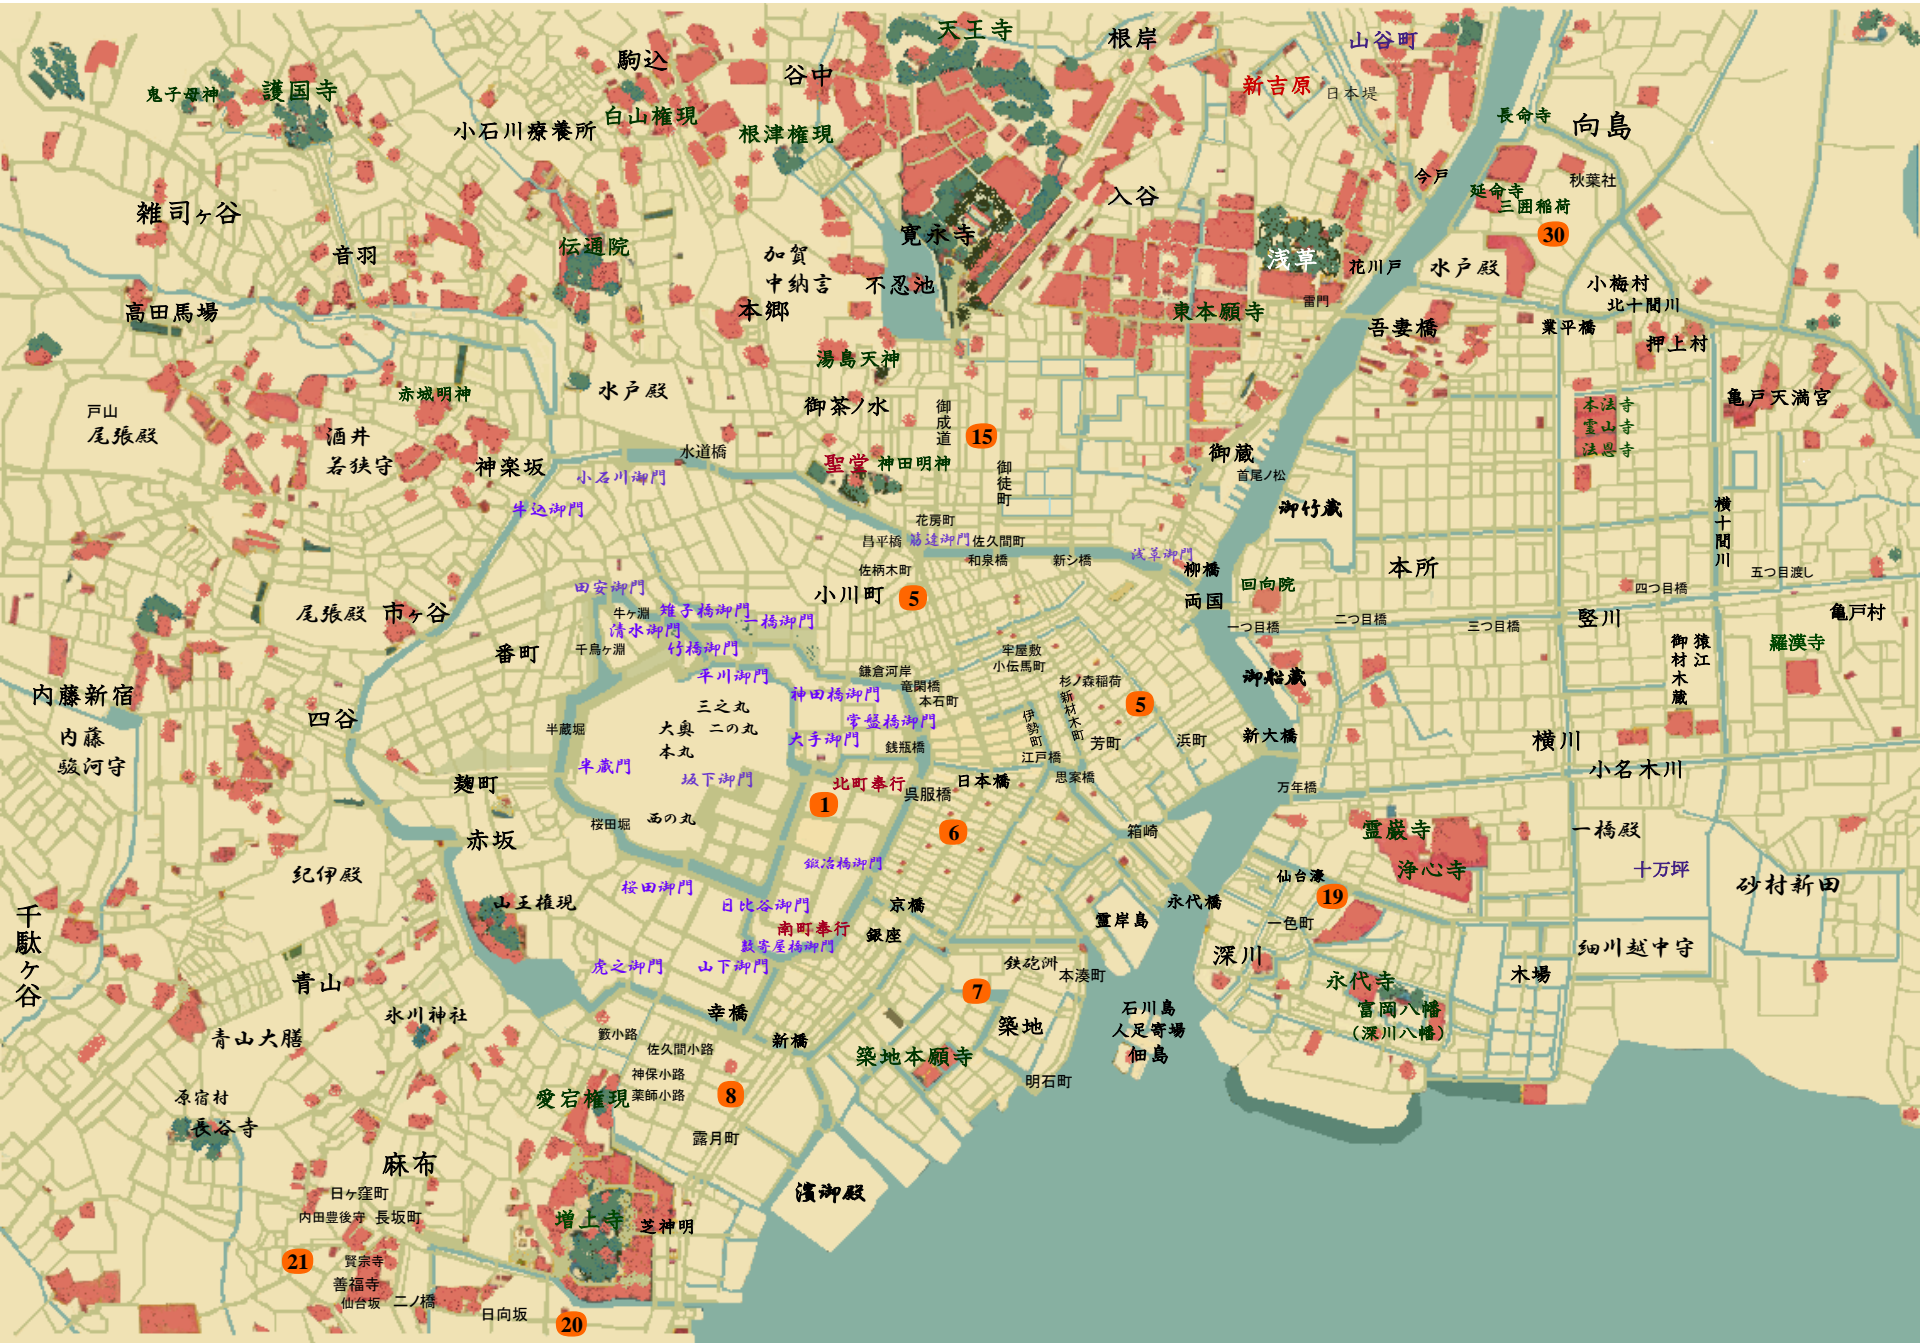 天王寺
根岸
山谷町
駒込
谷中
新吉原
日本堤
鬼子母神
護国寺
白山権現
小石川療養所
根津権現
長命寺
向島
今戸
延命寺
秋葉社
三囲稲荷
30
入谷
雑司ヶ谷
音羽
伝通院
加賀
中納言
寛永寺
不忍池
浅草
花川戸
水戸殿
小梅村
北十間川
高田馬場
本郷
東本願寺
雷門
吾妻橋
業平橋
押上村
湯島天神
赤城明神
水戸殿
御茶ノ水
御成道
15
戸山
尾張殿
酒井
若狭守
神楽坂
水道橋
聖堂
神田明神
御徒町
御蔵
首尾ノ松
本法寺
霊山寺
法恩寺
亀戸天満宮
小石川御門
牛込御門
花房町
昌平橋
筋違御門
佐久間町
和泉橋
新シ橋
浅草御門
御竹蔵
横十間川
柳橋
本所
佐柄木町
小川町
5
両国
回向院
一つ目橋
二つ目橋
三つ目橋
竪川
四つ目橋
五つ目渡し
亀戸村
尾張殿
市ヶ谷
田安御門
牛ヶ淵
雉子橋御門
一橋御門
清水御門
竹橋御門
千鳥ヶ淵
番町
平川御門
神田橋御門
鎌倉河岸
竜閑橋
本石町
牢屋敷
小伝馬町
杉ノ森稲荷
新材木町
5
御船蔵
猿江
御材木蔵
羅漢寺
内藤新宿
内藤
駿河守
四谷
半蔵堀
三之丸
大奥
二の丸
本丸
常盤橋御門
大手御門
銭瓶橋
伊勢町
江戸橋
芳町
浜町
新大橋
横川
小名木川
半蔵門
坂下御門
北町奉行
1
呉服橋
日本橋
思案橋
万年橋
麹町
桜田堀
西の丸
6
箱崎
霊巌寺
浄心寺
一橋殿
十万坪
砂村新田
赤坂
紀伊殿
鍛冶橋御門
桜田御門
日比谷御門
南町奉行
数寄屋橋御門
京橋
銀座
仙台濠
19
一色町
永代橋
霊岸島
山王権現
千駄ヶ谷
青山
虎之御門
山下御門
鉄砲洲
本湊町
7
深川
永代寺
富岡八幡
(深川八幡)
木場
細川越中守
氷川神社
青山大膳
幸橋
新橋
築地
石川島
人足寄場
佃島
築地本願寺
明石町
籔小路
佐久間小路
神保小路
薬師小路
8
愛宕権現
原宿村
長谷寺
露月町
麻布
濱御殿
日ヶ窪町
内田豊後守
長坂町
増上寺
芝神明
21
賢宗寺
善福寺
仙台坂
二ノ橋
日向坂
20